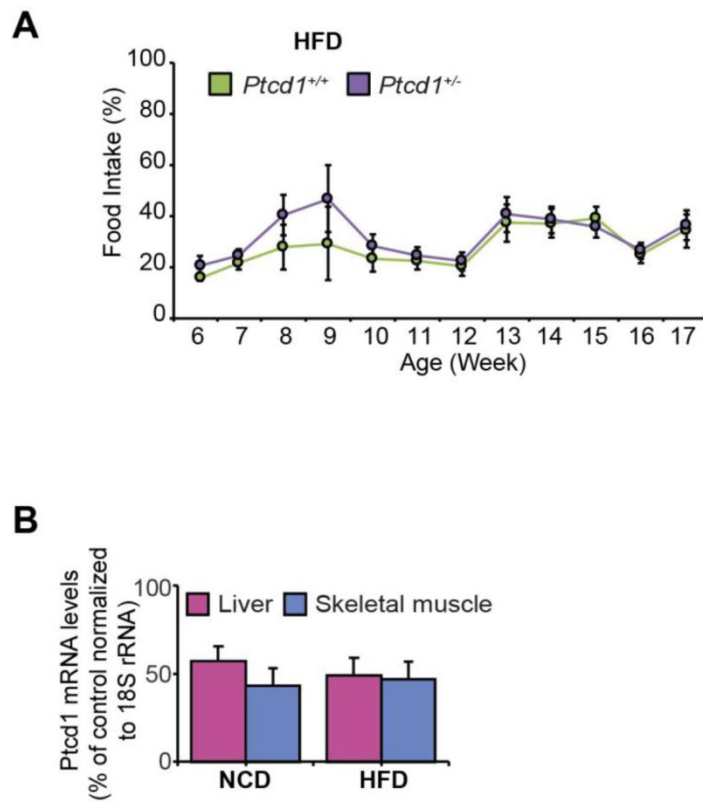 A
HFD
100
80
60
40
20
0
Food Intake (%)
Ptcd1+/+ Ptcd1+/-
6 7 8 9 10 11 12 13 14 15 16 17
Age (Week)
B
Ptcd1 mRNA levels
(% of control normalized
to 18S rRNA)
100
50
0
Liver Skeletal muscle
NCD HFD